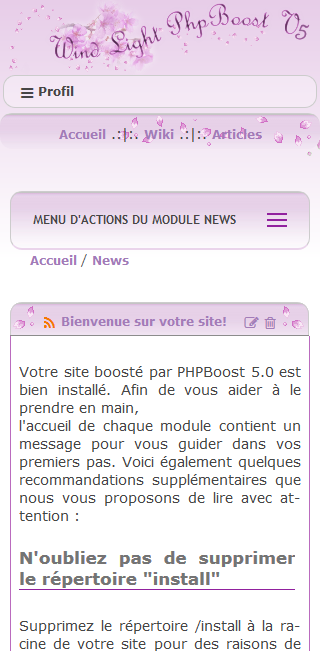 Wind Light PhpBoost V5
Profil
Accueil .:|:. Wiki .:|:. Articles
MENU D'ACTIONS DU MODULE NEWS
Accueil / News
Bienvenue sur votre site!
Votre site boosté par PHPBoost 5.0 est
bien installé. Afin de vous aider à le
prendre en main,
l'accueil de chaque module contient un
message pour vous guider dans vos
premiers pas. Voici également quelques
recommandations supplémentaires que
nous vous proposons de lire avec at-
tention :
N'oubliez pas de supprimer
le répertoire "install"
Supprimez le répertoire /install à la ra-
cine de votre site pour des raisons de